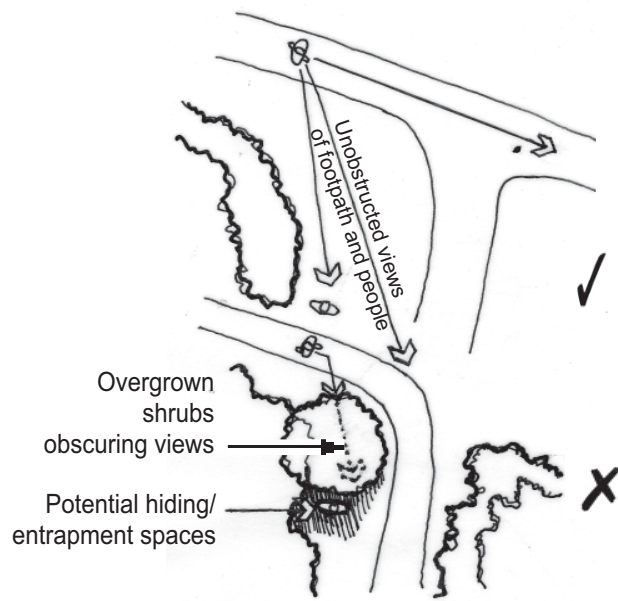 Unobstructed views
of footpath and people
Overgrown
shrubs
obscuring views
Potential hiding/
entrapment spaces